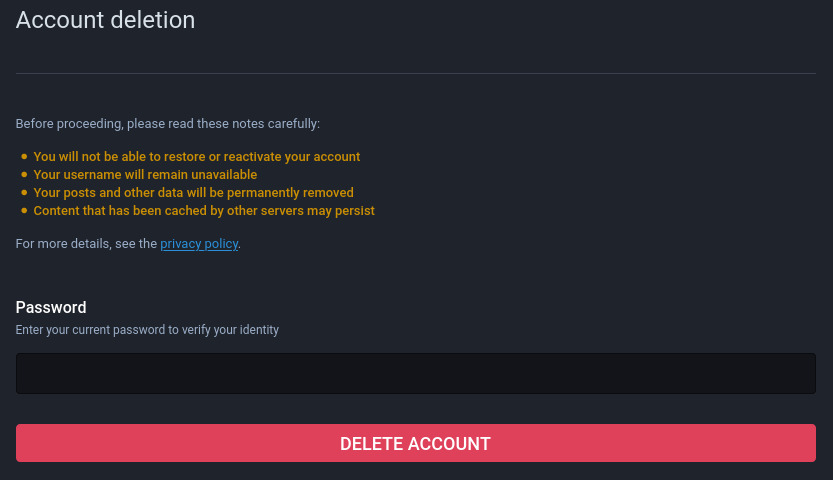 Account deletion
Before proceeding, please read these notes carefully:
• You will not be able to restore or reactivate your account
• Your username will remain unavailable
• Your posts and other data will be permanently removed
• Content that has been cached by other servers may persist
For more details, see the privacy policy.
Password
Enter your current password to verify your identity
DELETE ACCOUNT